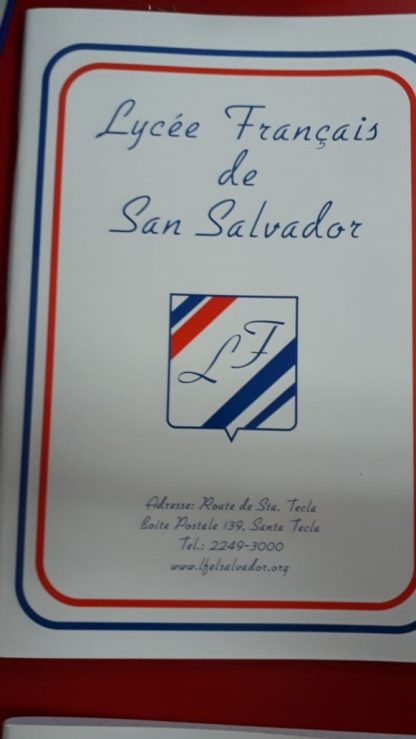 Lycée Français
de
San Salvador
LF
Adresse: Route de Sta. Tecla
Boîte Postale 139, Santa Tecla
Tel.: 2249-3000
www.lfelsalvador.org